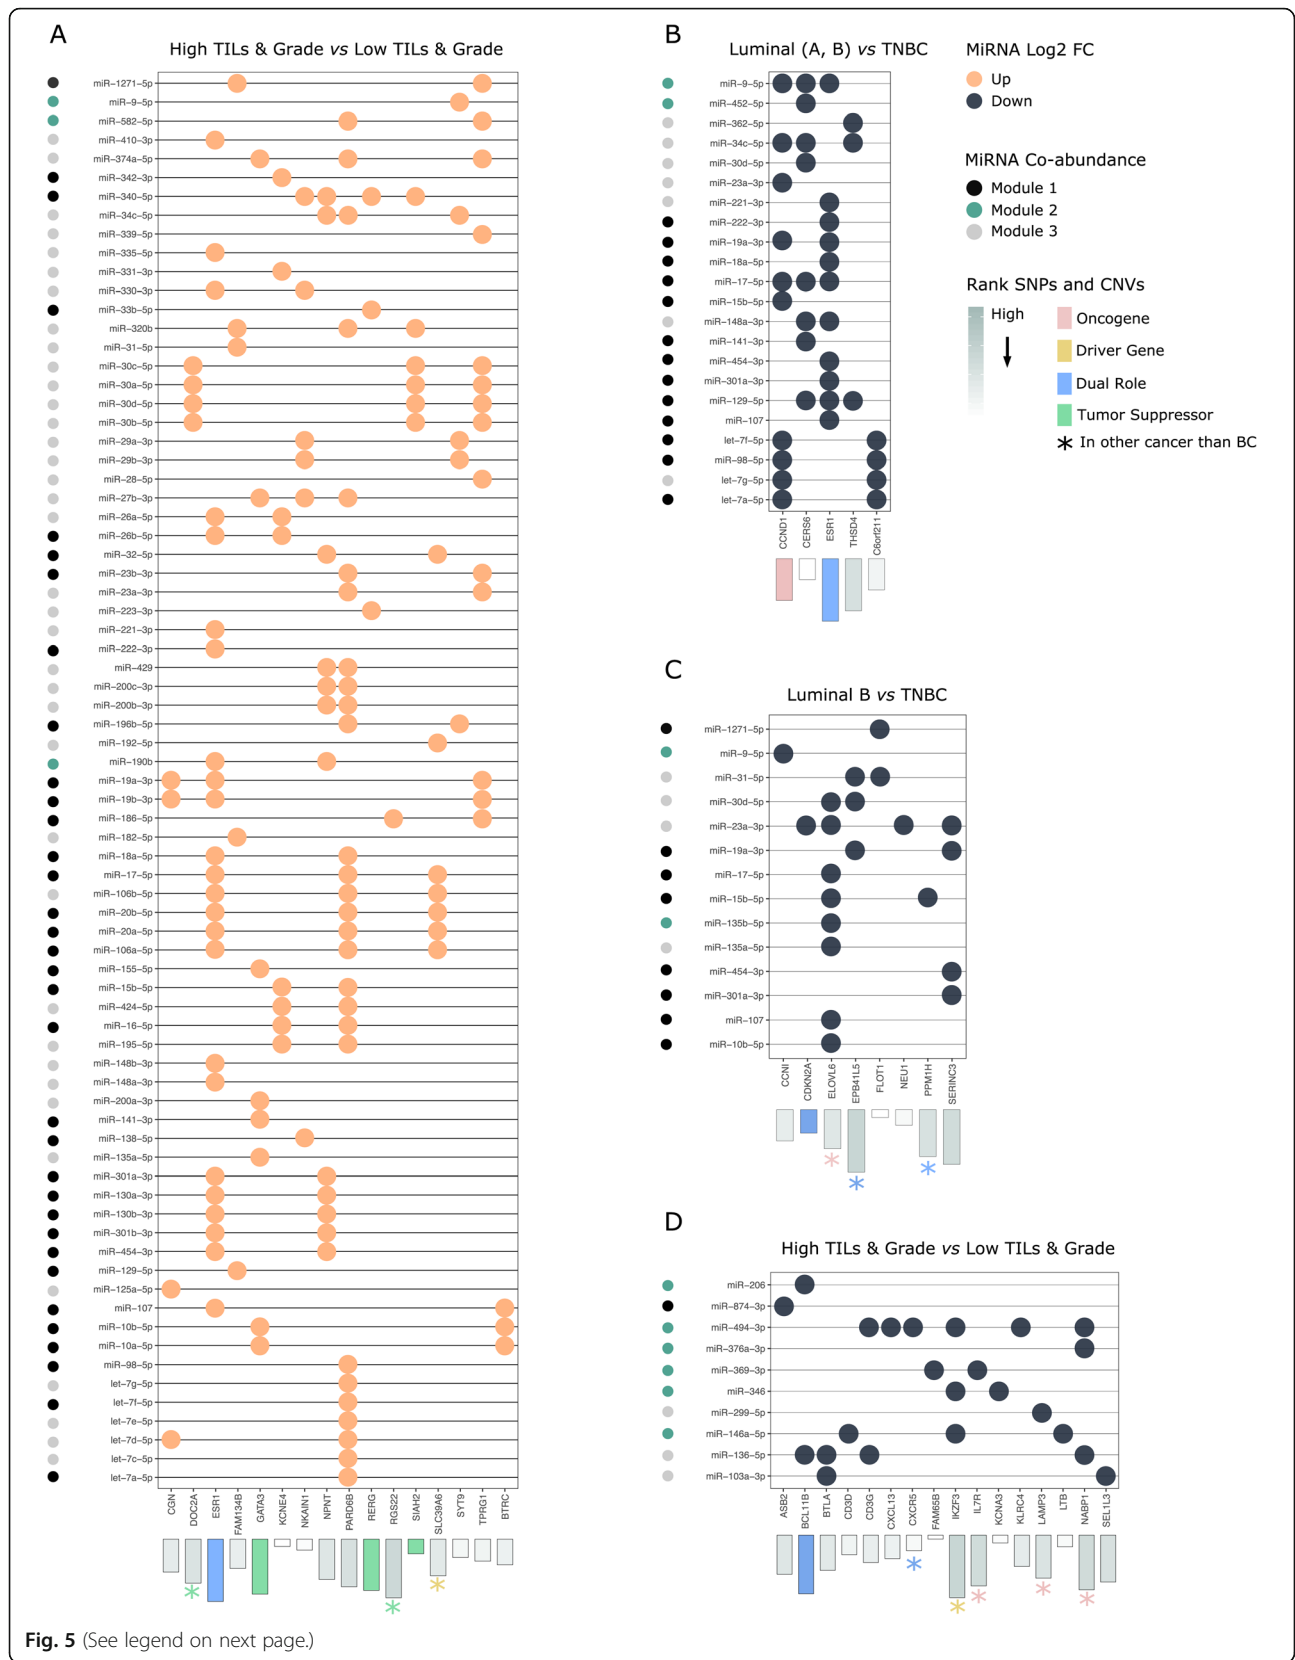 A
High TILs & Grade vs Low TILs & Grade
miR-1271-5p
miR-9-5p
miR-582-5p
miR-410-3p
miR-374a-5p
miR-342-3p
miR-340-5p
miR-34c-5p
miR-339-5p
miR-335-5p
miR-331-3p
miR-330-3p
miR-33b-5p
miR-320b
miR-31-5p
miR-30c-5p
miR-30a-5p
miR-30d-5p
miR-30b-5p
miR-29a-3p
miR-29b-3p
miR-28-5p
miR-27b-3p
miR-26a-5p
miR-26b-5p
miR-32-5p
miR-23b-3p
miR-23a-3p
miR-223-3p
miR-221-3p
miR-222-3p
miR-429
miR-200c-3p
miR-200b-3p
miR-196b-5p
miR-192-5p
miR-190b
miR-19a-3p
miR-19b-3p
miR-186-5p
miR-182-5p
miR-18a-5p
miR-17-5p
miR-106b-5p
miR-20b-5p
miR-20a-5p
miR-106a-5p
miR-155-5p
miR-15b-5p
miR-424-5p
miR-16-5p
miR-195-5p
miR-148b-3p
miR-148a-3p
miR-200a-3p
miR-141-3p
miR-138-5p
miR-135a-5p
miR-301a-3p
miR-130a-3p
miR-130b-3p
miR-301b-3p
miR-454-3p
miR-129-5p
miR-125a-5p
miR-107
miR-10b-5p
miR-10a-5p
miR-98-5p
let-7g-5p
let-7f-5p
let-7e-5p
let-7d-5p
let-7c-5p
let-7a-5p
CGN
DOC2A
ESR1
FAM134B
GATA3
KCNE4
NKAIN1
NPNT
PARD6B
RERG
RGS22
SIAH2
SLC39A6
SYT9
TPRG1
BTRC
B
Luminal (A, B) vs TNBC
miR-9-5p
miR-452-5p
miR-362-5p
miR-34c-5p
miR-30d-5p
miR-23a-3p
miR-221-3p
miR-222-3p
miR-19a-3p
miR-18a-5p
miR-17-5p
miR-15b-5p
miR-148a-3p
miR-141-3p
miR-454-3p
miR-301a-3p
miR-129-5p
miR-107
let-7f-5p
miR-98-5p
let-7g-5p
let-7a-5p
CCND1
CERS6
ESR1
THSD4
C6orf211
MiRNA Log2 FC
Up
Down
MiRNA Co-abundance
Module 1
Module 2
Module 3
Rank SNPs and CNVs
High
Oncogene
Driver Gene
Dual Role
Tumor Suppressor
In other cancer than BC
C
Luminal B vs TNBC
miR-1271-5p
miR-9-5p
miR-31-5p
miR-30d-5p
miR-23a-3p
miR-19a-3p
miR-17-5p
miR-15b-5p
miR-135b-5p
miR-135a-5p
miR-454-3p
miR-301a-3p
miR-107
miR-10b-5p
CCNI
CDKN2A
ELOVL6
EPB41L5
FLOT1
NEU1
PPM1H
SERINC3
D
High TILs & Grade vs Low TILs & Grade
miR-206
miR-874-3p
miR-494-3p
miR-376a-3p
miR-369-3p
miR-346
miR-299-5p
miR-146a-5p
miR-136-5p
miR-103a-3p
ASB2
BCL11B
BTLA
CD3D
CD3G
CXCL13
CXCR5
FAM65B
IKZF3
IL7R
KCNA3
KLRC4
LAMP3
LTB
NABP1
SEL1L3
Fig. 5 (See legend on next page.)